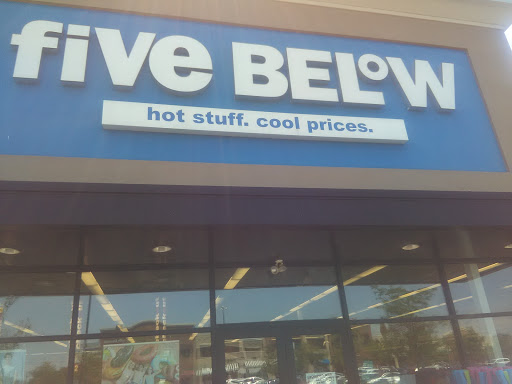 five BELOW
hot stuff. cool prices.